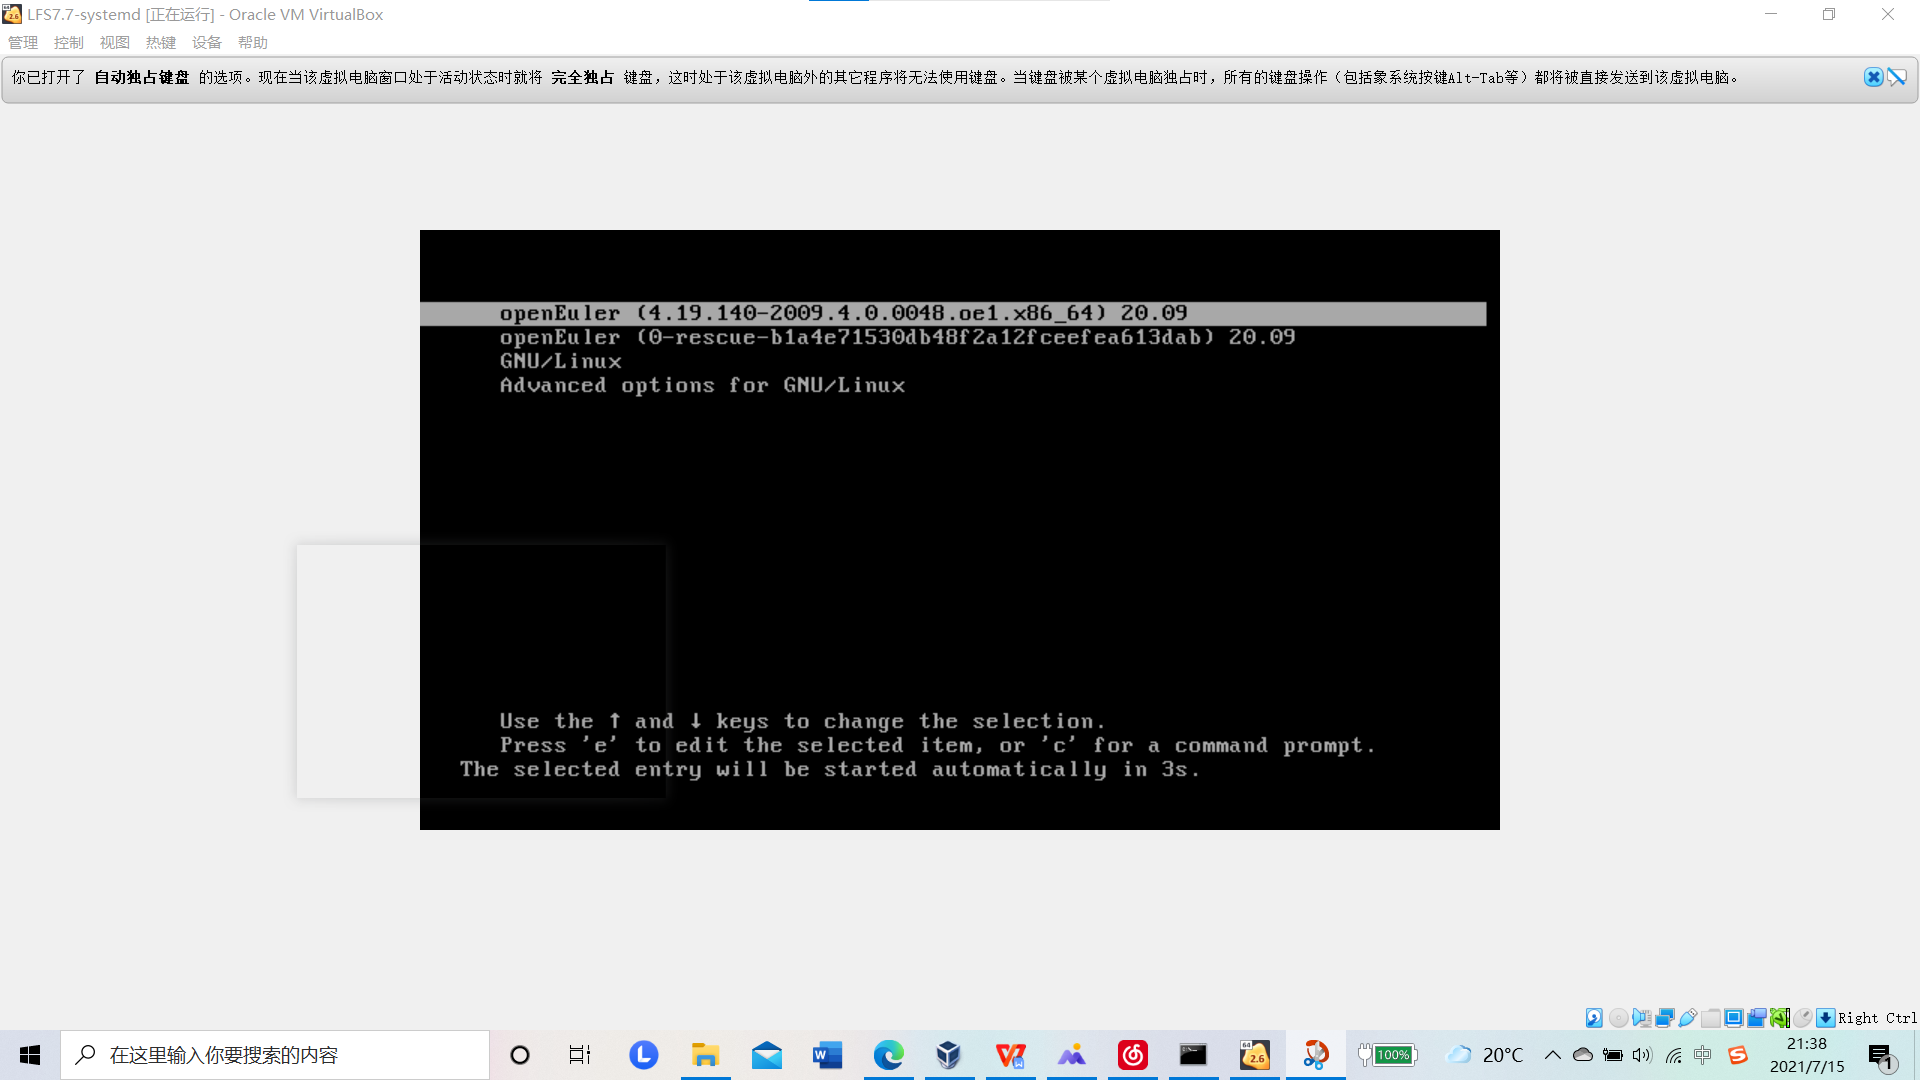 LFS7.7-systemd [正在运行] - Oracle VM VirtualBox
管理 控制 视图 热键 设备 帮助
你已打开了 自动独占键盘 的选项。现在当该虚拟电脑窗口处于活动状态时就将 完全独占 键盘，这时处于该虚拟电脑外的其它程序将无法使用键盘。当键盘被某个虚拟电脑独占时，所有的键盘操作（包括象系统按键Alt-Tab等）都将被直接发送到该虚拟电脑。
openEuler (4.19.140-2009.4.0.0048.oe1.x86_64) 20.09
openEuler (0-rescue-b1a4e71530db48f2a12fceefea613dab) 20.09
GNU/Linux
Advanced options for GNU/Linux
Use the ↑ and ↓ keys to change the selection.
Press 'e' to edit the selected item, or 'c' for a command prompt.
The selected entry will be started automatically in 3s.
Right Ctrl
在这里输入你要搜索的内容
100%
20°C
中
21:38
2021/7/15
1